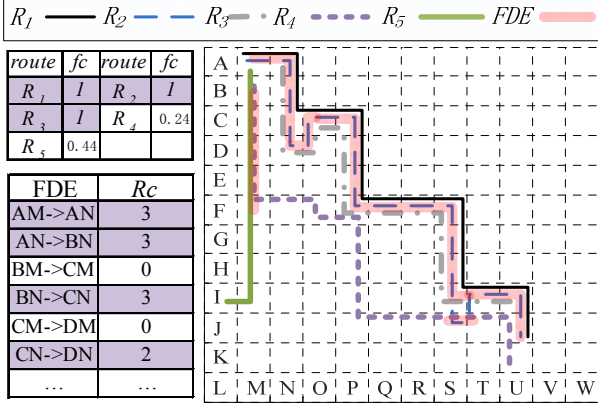 R1 R2 R3 R4 R5 FDE
route fc route fc
R1 1 R2 1
R3 1 R4 0.24
R5 0.44
FDE Rc
AM->AN 3
AN->BN 3
BM->CM 0
BN->CN 3
CM->DM 0
CN->DN 2
... ...
A
B
C
D
E
F
G
H
I
J
K
L M N O P Q R S T U V W